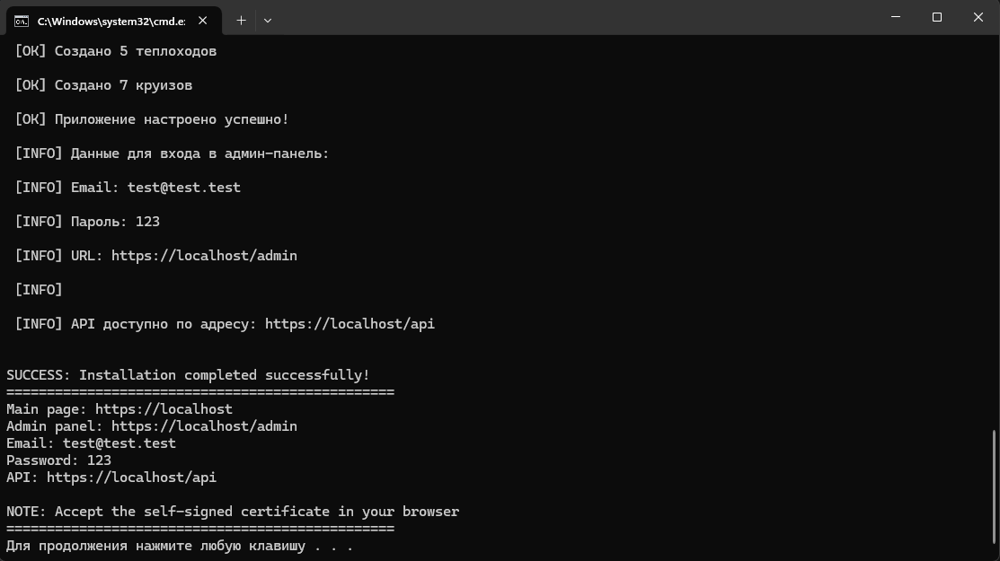 C:\Windows\system32\cmd.e:
[OK] Создано 5 теплоходов
[OK] Создано 7 круизов
[OK] Приложение настроено успешно!
[INFO] Данные для входа в админ-панель:
[INFO] Email: test@test.test
[INFO] Пароль: 123
[INFO] URL: https://localhost/admin
[INFO]
[INFO] API доступно по адресу: https://localhost/api
SUCCESS: Installation completed successfully!
================================================
Main page: https://localhost
Admin panel: https://localhost/admin
Email: test@test.test
Password: 123
API: https://localhost/api
NOTE: Accept the self-signed certificate in your browser
================================================
Для продолжения нажмите любую клавишу . . .